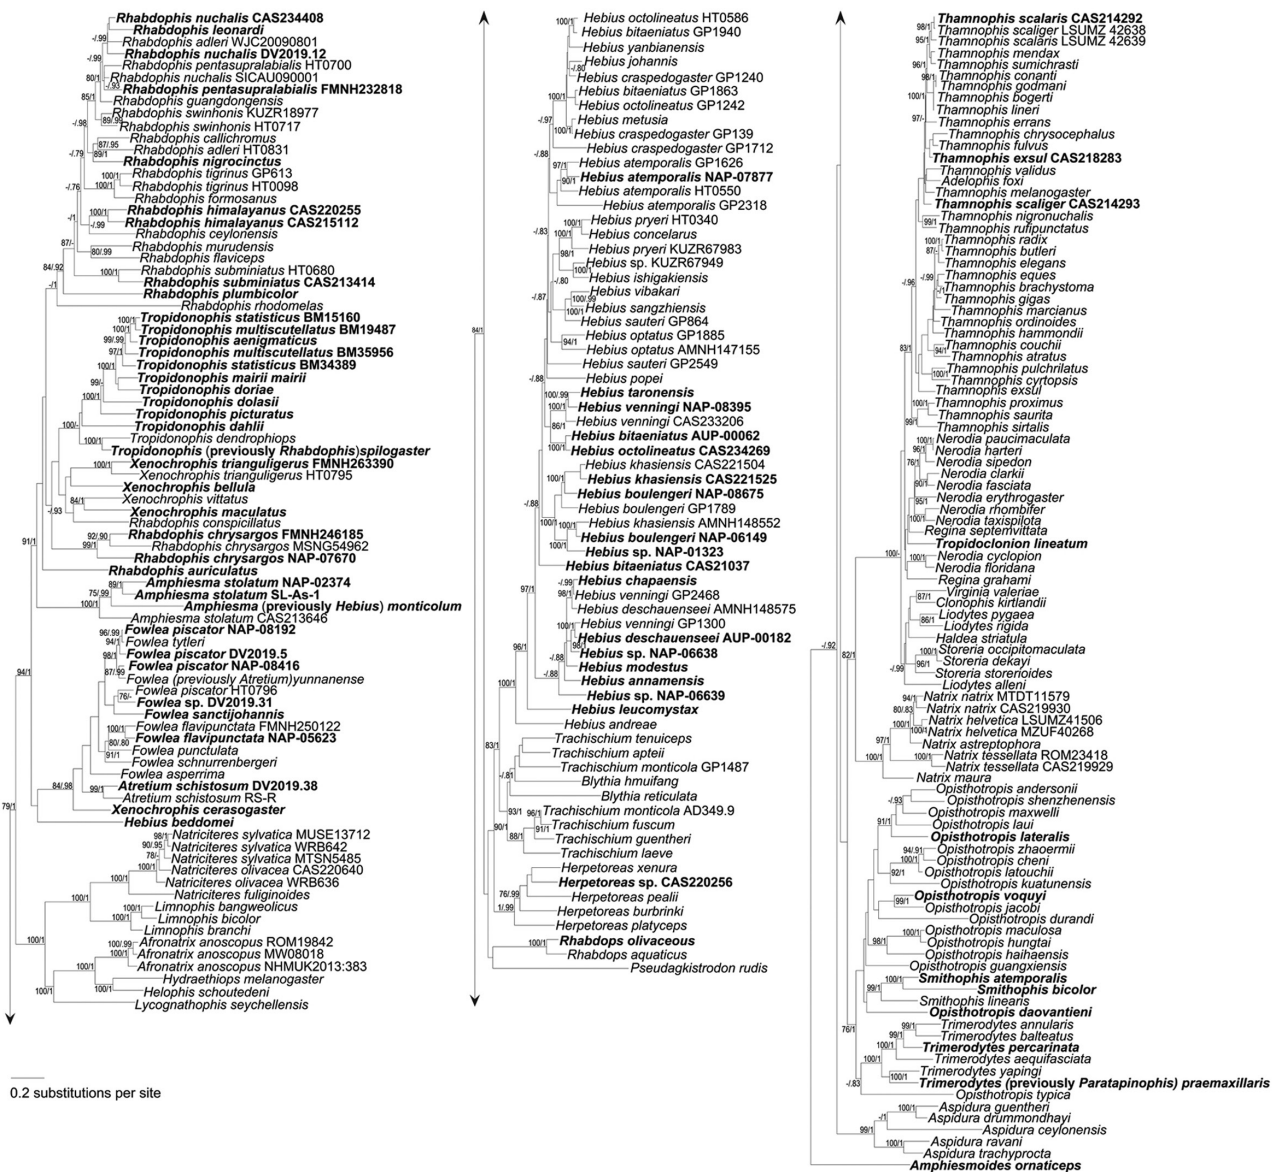 Rhabdophis nuchalis CAS234408
Rhabdophis leonardi
Rhabdophis adleri WJC20090801
Rhabdophis nuchalis DV2019.12
Rhabdophis pentasupralabialis HT0700
Rhabdophis nuchalis SICAU090001
Rhabdophis pentasupralabialis FMNH232818
Rhabdophis guangdongensis
Rhabdophis swinhonis KUZR18977
Rhabdophis swinhonis HT0717
Rhabdophis callichromus
Rhabdophis adleri HT0831
Rhabdophis nigrocinctus
Rhabdophis tigrinus GP613
Rhabdophis tigrinus HT0098
Rhabdophis formosanus
Rhabdophis himalayanus CAS220255
Rhabdophis himalayanus CAS215112
Rhabdophis ceylonensis
Rhabdophis murudensis
Rhabdophis flaviceps
Rhabdophis subminiatus HT0680
Rhabdophis subminiatus CAS213414
Rhabdophis plumbicolor
Rhabdophis rhodomelas
Tropidonophis statisticus BM15160
Tropidonophis multiscutellatus BM19487
Tropidonophis aenigmaticus
Tropidonophis multiscutellatus BM35956
Tropidonophis statisticus BM34389
Tropidonophis mairii mairii
Tropidonophis doriae
Tropidonophis dolasii
Tropidonophis picturatus
Tropidonophis dahlii
Tropidonophis dendrophiops
Tropidonophis (previously Rhabdophis)spilogaster
Xenochrophis trianguligerus FMNH263390
Xenochrophis trianguligerus HT0795
Xenochrophis bellula
Xenochrophis vittatus
Xenochrophis maculatus
Rhabdophis conspicillatus
Rhabdophis chrysargos FMNH246185
Rhabdophis chrysargos MSNG54962
Rhabdophis chrysargos NAP-07670
Rhabdophis auriculatus
Amphiesma stolatum NAP-02374
Amphiesma stolatum SL-As-1
Amphiesma (previously Hebius) monticolum
Amphiesma stolatum CAS213646
Fowlea piscator NAP-08192
Fowlea tytleri
Fowlea piscator DV2019.5
Fowlea piscator NAP-08416
Fowlea (previously Atretium)yunnanense
Fowlea piscator HT0796
Fowlea sp. DV2019.31
Fowlea sanctijohannis
Fowlea flavipunctata FMNH250122
Fowlea flavipunctata NAP-05623
Fowlea punctulata
Fowlea schnurrenbergeri
Fowlea asperrima
Atretium schistosum DV2019.38
Atretium schistosum RS-R
Xenochrophis cerasogaster
Hebius beddomei
Natriciteres sylvatica MUSE13712
Natriciteres sylvatica WRB642
Natriciteres sylvatica MTSN5485
Natriciteres olivacea CAS220640
Natriciteres olivacea WRB636
Natriciteres fuliginoides
Limnophis bangweolicus
Limnophis bicolor
Limnophis branchi
Afronatrix anoscopus ROM19842
Afronatrix anoscopus MW08018
Afronatrix anoscopus NHMUK2013:383
Hydraethiops melanogaster
Helophis schoutedeni
Lycognathophis seychellensis
0.2 substitutions per site
Hebius octolineatus HT0586
Hebius bitaeniatus GP1940
Hebius yanbianensis
Hebius johannis
Hebius craspedogaster GP1240
Hebius bitaeniatus GP1863
Hebius octolineatus GP1242
Hebius metusia
Hebius craspedogaster GP139
Hebius craspedogaster GP1712
Hebius atemporalis GP1626
Hebius atemporalis NAP-07877
Hebius atemporalis HT0550
Hebius atemporalis GP2318
Hebius pryeri HT0340
Hebius concelarus
Hebius pryeri KUZR67983
Hebius sp. KUZR67949
Hebius ishigakiensis
Hebius vibakari
Hebius sangzhiensis
Hebius sauteri GP864
Hebius optatus GP1885
Hebius optatus AMNH147155
Hebius sauteri GP2549
Hebius popei
Hebius taronensis
Hebius venningi NAP-08395
Hebius venningi CAS233206
Hebius bitaeniatus AUP-00062
Hebius octolineatus CAS234269
Hebius khasiensis CAS221504
Hebius khasiensis CAS221525
Hebius boulengeri NAP-08675
Hebius boulengeri GP1789
Hebius khasiensis AMNH148552
Hebius boulengeri NAP-06149
Hebius sp. NAP-01323
Hebius bitaeniatus CAS21037
Hebius chapaensis
Hebius venningi GP2468
Hebius deschauenseei AMNH148575
Hebius venningi GP1300
Hebius deschauenseei AUP-00182
Hebius sp. NAP-06638
Hebius modestus
Hebius annamensis
Hebius sp. NAP-06639
Hebius leucomystax
Hebius andreae
Trachischium tenuiceps
Trachischium apteii
Trachischium monticola GP1487
Blythia hmuifang
Blythia reticulata
Trachischium monticola AD349.9
Trachischium fuscum
Trachischium guentheri
Trachischium laeve
Herpetoreas xenura
Herpetoreas sp. CAS220256
Herpetoreas pealii
Herpetoreas burbrinki
Herpetoreas platyceps
Rhabdops olivaceous
Rhabdops aquaticus
Pseudagkistrodon rudis
Thamnophis scalaris CAS214292
Thamnophis scaliger LSUMZ 42638
Thamnophis scalaris LSUMZ 42639
Thamnophis mendax
Thamnophis sumichrasti
Thamnophis conanti
Thamnophis godmani
Thamnophis bogerti
Thamnophis lineri
Thamnophis errans
Thamnophis chrysocephalus
Thamnophis fulvus
Thamnophis exsul CAS218283
Thamnophis validus
Adelophis foxi
Thamnophis melanogaster
Thamnophis scaliger CAS214293
Thamnophis nigronuchalis
Thamnophis rufipunctatus
Thamnophis radix
Thamnophis butleri
Thamnophis elegans
Thamnophis eques
Thamnophis brachystoma
Thamnophis gigas
Thamnophis marcianus
Thamnophis ordinoides
Thamnophis hammondii
Thamnophis couchii
Thamnophis atratus
Thamnophis pulchrilatus
Thamnophis cyrtopsis
Thamnophis exsul
Thamnophis proximus
Thamnophis saurita
Thamnophis sirtalis
Nerodia paucimaculata
Nerodia harteri
Nerodia sipedon
Nerodia clarkii
Nerodia fasciata
Nerodia erythrogaster
Nerodia rhombifer
Nerodia taxispilota
Regina septemvittata
Tropidoclonion lineatum
Nerodia cyclopion
Nerodia floridana
Regina grahami
Virginia valeriae
Clonophis kirtlandii
Liodytes pygaea
Liodytes rigida
Haldea striatula
Storeria occipitomaculata
Storeria dekayi
Storeria storerioides
Liodytes alleni
Natrix natrix MTDT11579
Natrix natrix CAS219930
Natrix helvetica LSUMZ41506
Natrix helvetica MZUF40268
Natrix astreptophora
Natrix tessellata ROM23418
Natrix tessellata CAS219929
Natrix maura
Opisthotropis andersonii
Opisthotropis shenzhenensis
Opisthotropis maxwelli
Opisthotropis laui
Opisthotropis lateralis
Opisthotropis zhaoermii
Opisthotropis cheni
Opisthotropis latouchii
Opisthotropis kuatunensis
Opisthotropis voquyi
Opisthotropis jacobi
Opisthotropis durandi
Opisthotropis maculosa
Opisthotropis hungtai
Opisthotropis haihaensis
Opisthotropis guangxiensis
Smithophis atemporalis
Smithophis bicolor
Smithophis linearis
Opisthotropis daovantieni
Trimerodytes annularis
Trimerodytes balteatus
Trimerodytes percarinata
Trimerodytes aequifasciata
Trimerodytes yapingi
Trimerodytes (previously Paratapinophis) praemaxillaris
Opisthotropis typica
Aspidura guentheri
Aspidura drummondhayi
Aspidura ceylonensis
Aspidura ravani
Aspidura trachyprocta
Amphiesmoides ornaticeps